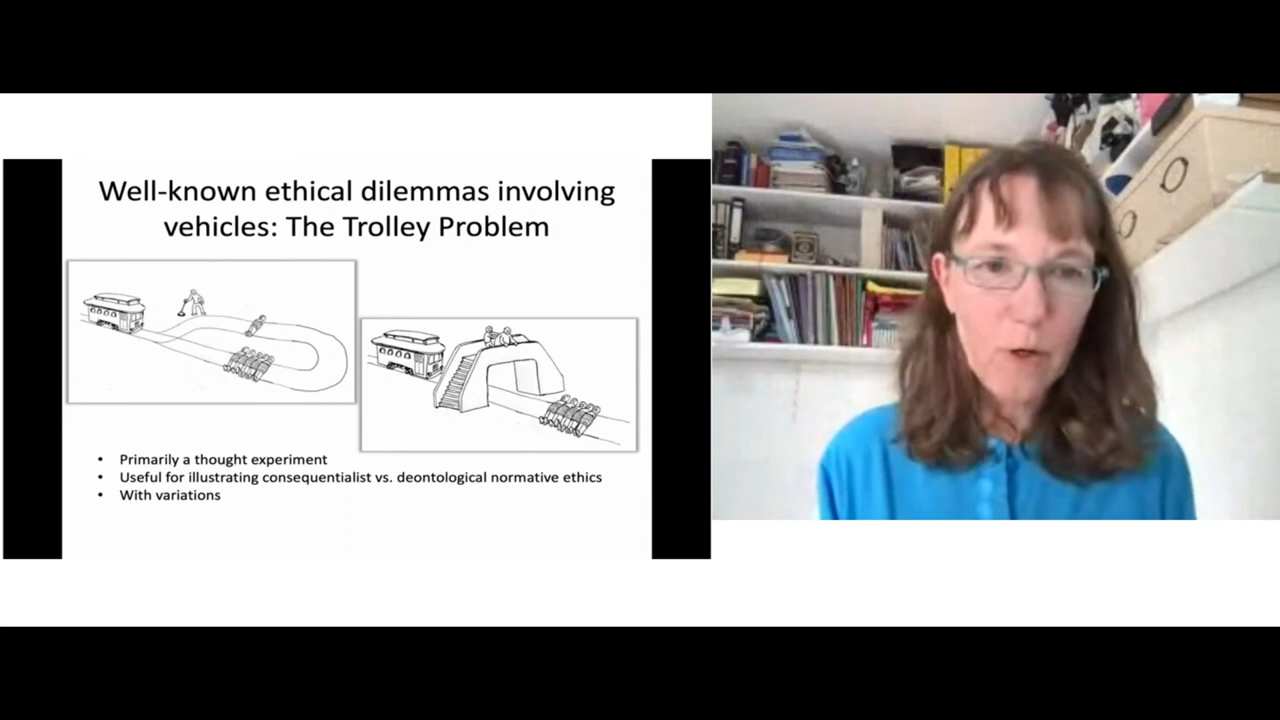 Well-known ethical dilemmas involving
vehicles: The Trolley Problem
• Primarily a thought experiment
• Useful for illustrating consequentialist vs. deontological normative ethics
• With variations